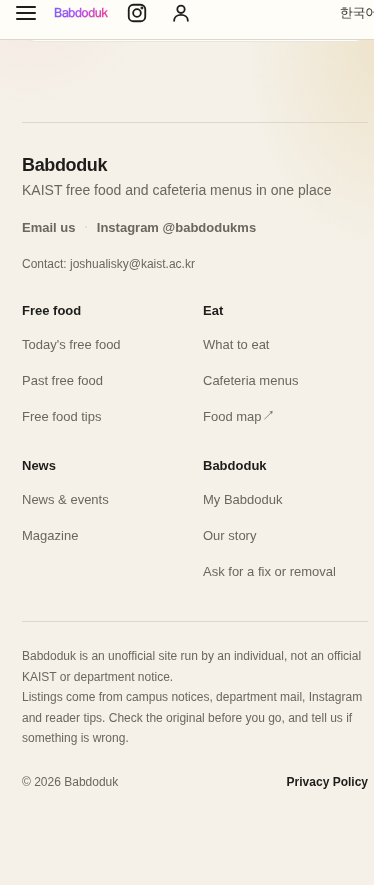 Babdoduk
한국어
Babdoduk
KAIST free food and cafeteria menus in one place
Email us · Instagram @babdodukms
Contact: joshualisky@kaist.ac.kr
Free food
Today's free food
Past free food
Free food tips
Eat
What to eat
Cafeteria menus
Food map↗
News
News & events
Magazine
Babdoduk
My Babdoduk
Our story
Ask for a fix or removal
Babdoduk is an unofficial site run by an individual, not an official
KAIST or department notice.
Listings come from campus notices, department mail, Instagram
and reader tips. Check the original before you go, and tell us if
something is wrong.
© 2026 Babdoduk
Privacy Policy